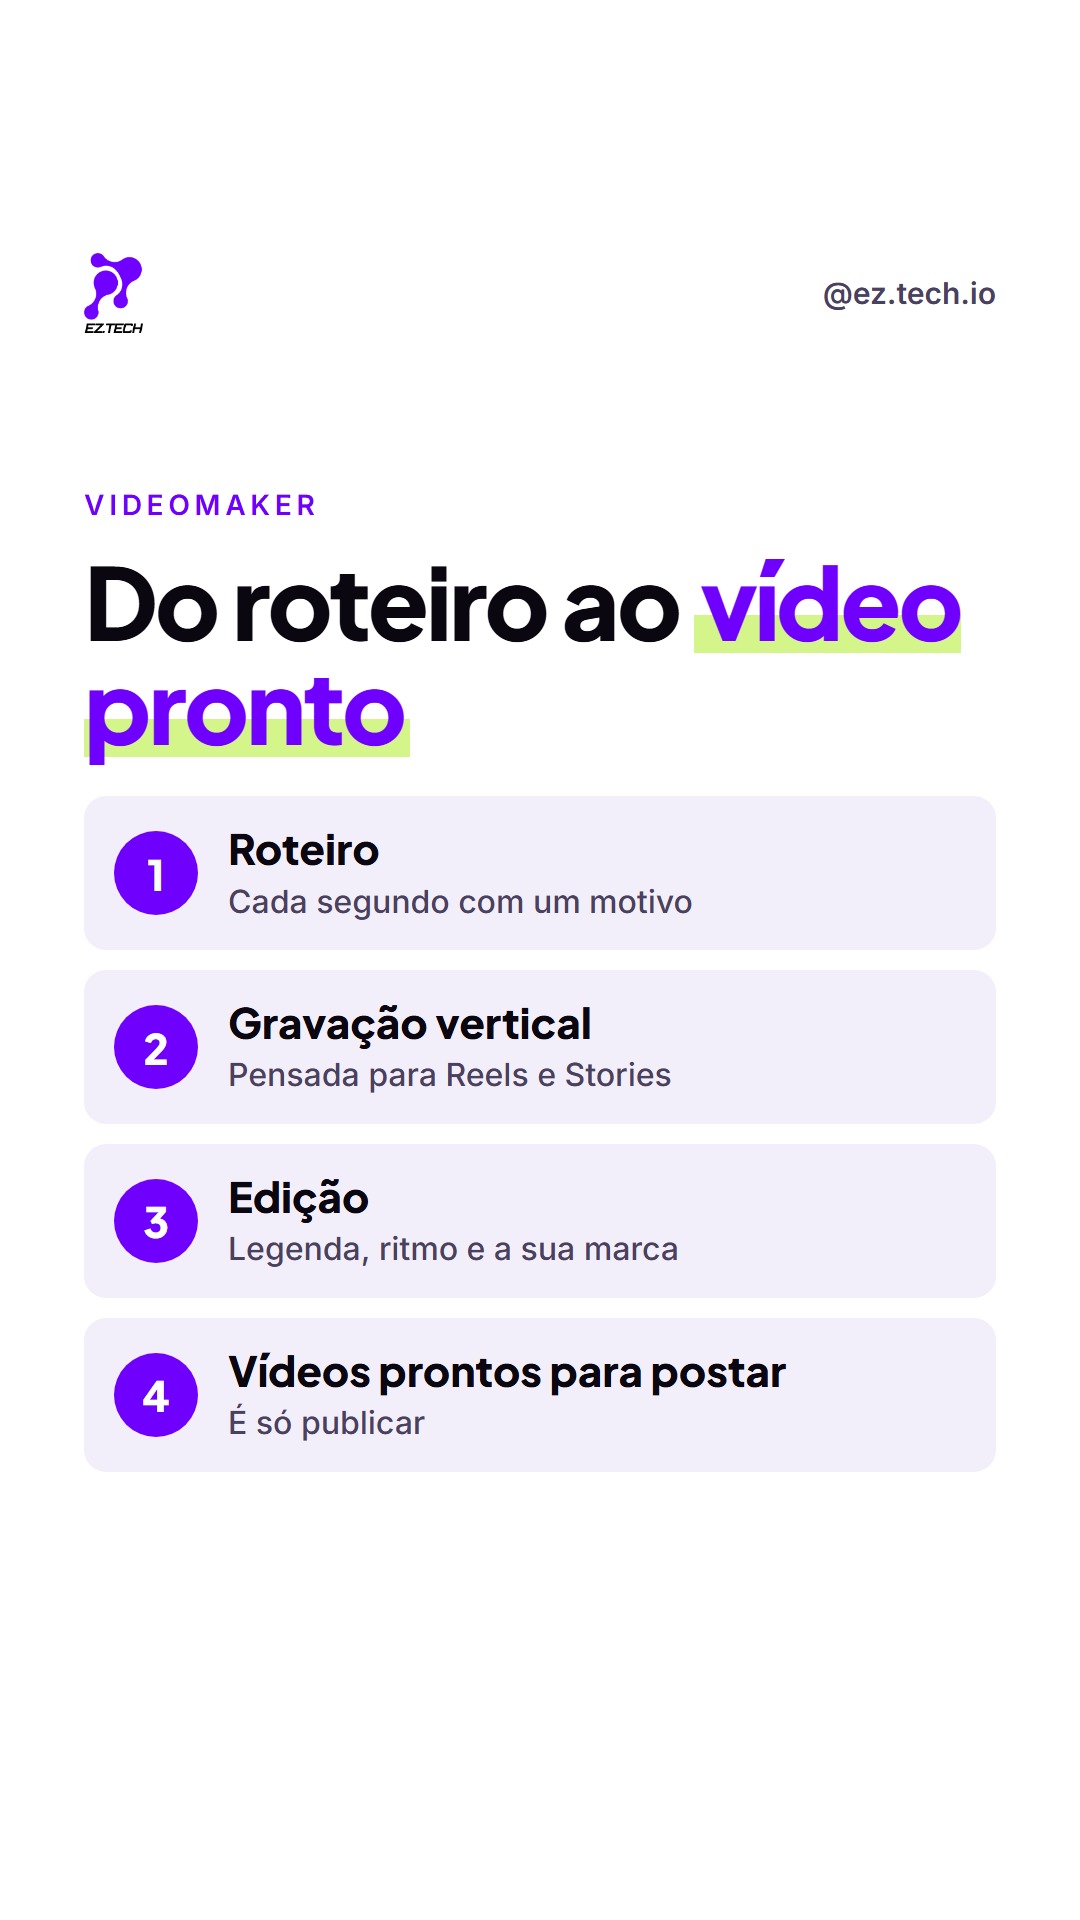 EZ.TECH
@ez.tech.io
VIDEOMAKER
Do roteiro ao vídeo
pronto
1
Roteiro
Cada segundo com um motivo
2
Gravação vertical
Pensada para Reels e Stories
3
Edição
Legenda, ritmo e a sua marca
4
Vídeos prontos para postar
É só publicar